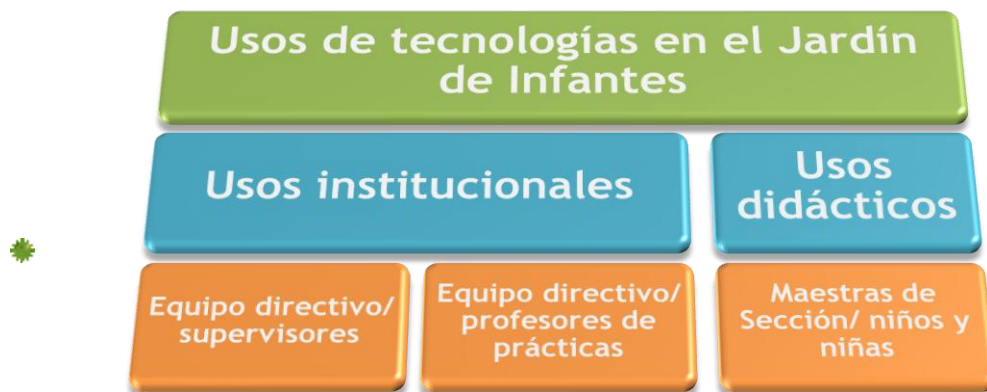 Usos de tecnologías en el Jardín
de Infantes
Usos institucionales
Usos
didácticos
Equipo directivo/
supervisores
Equipo directivo/
profesores de
prácticas
Maestras de
Sección/ niños y
niñas